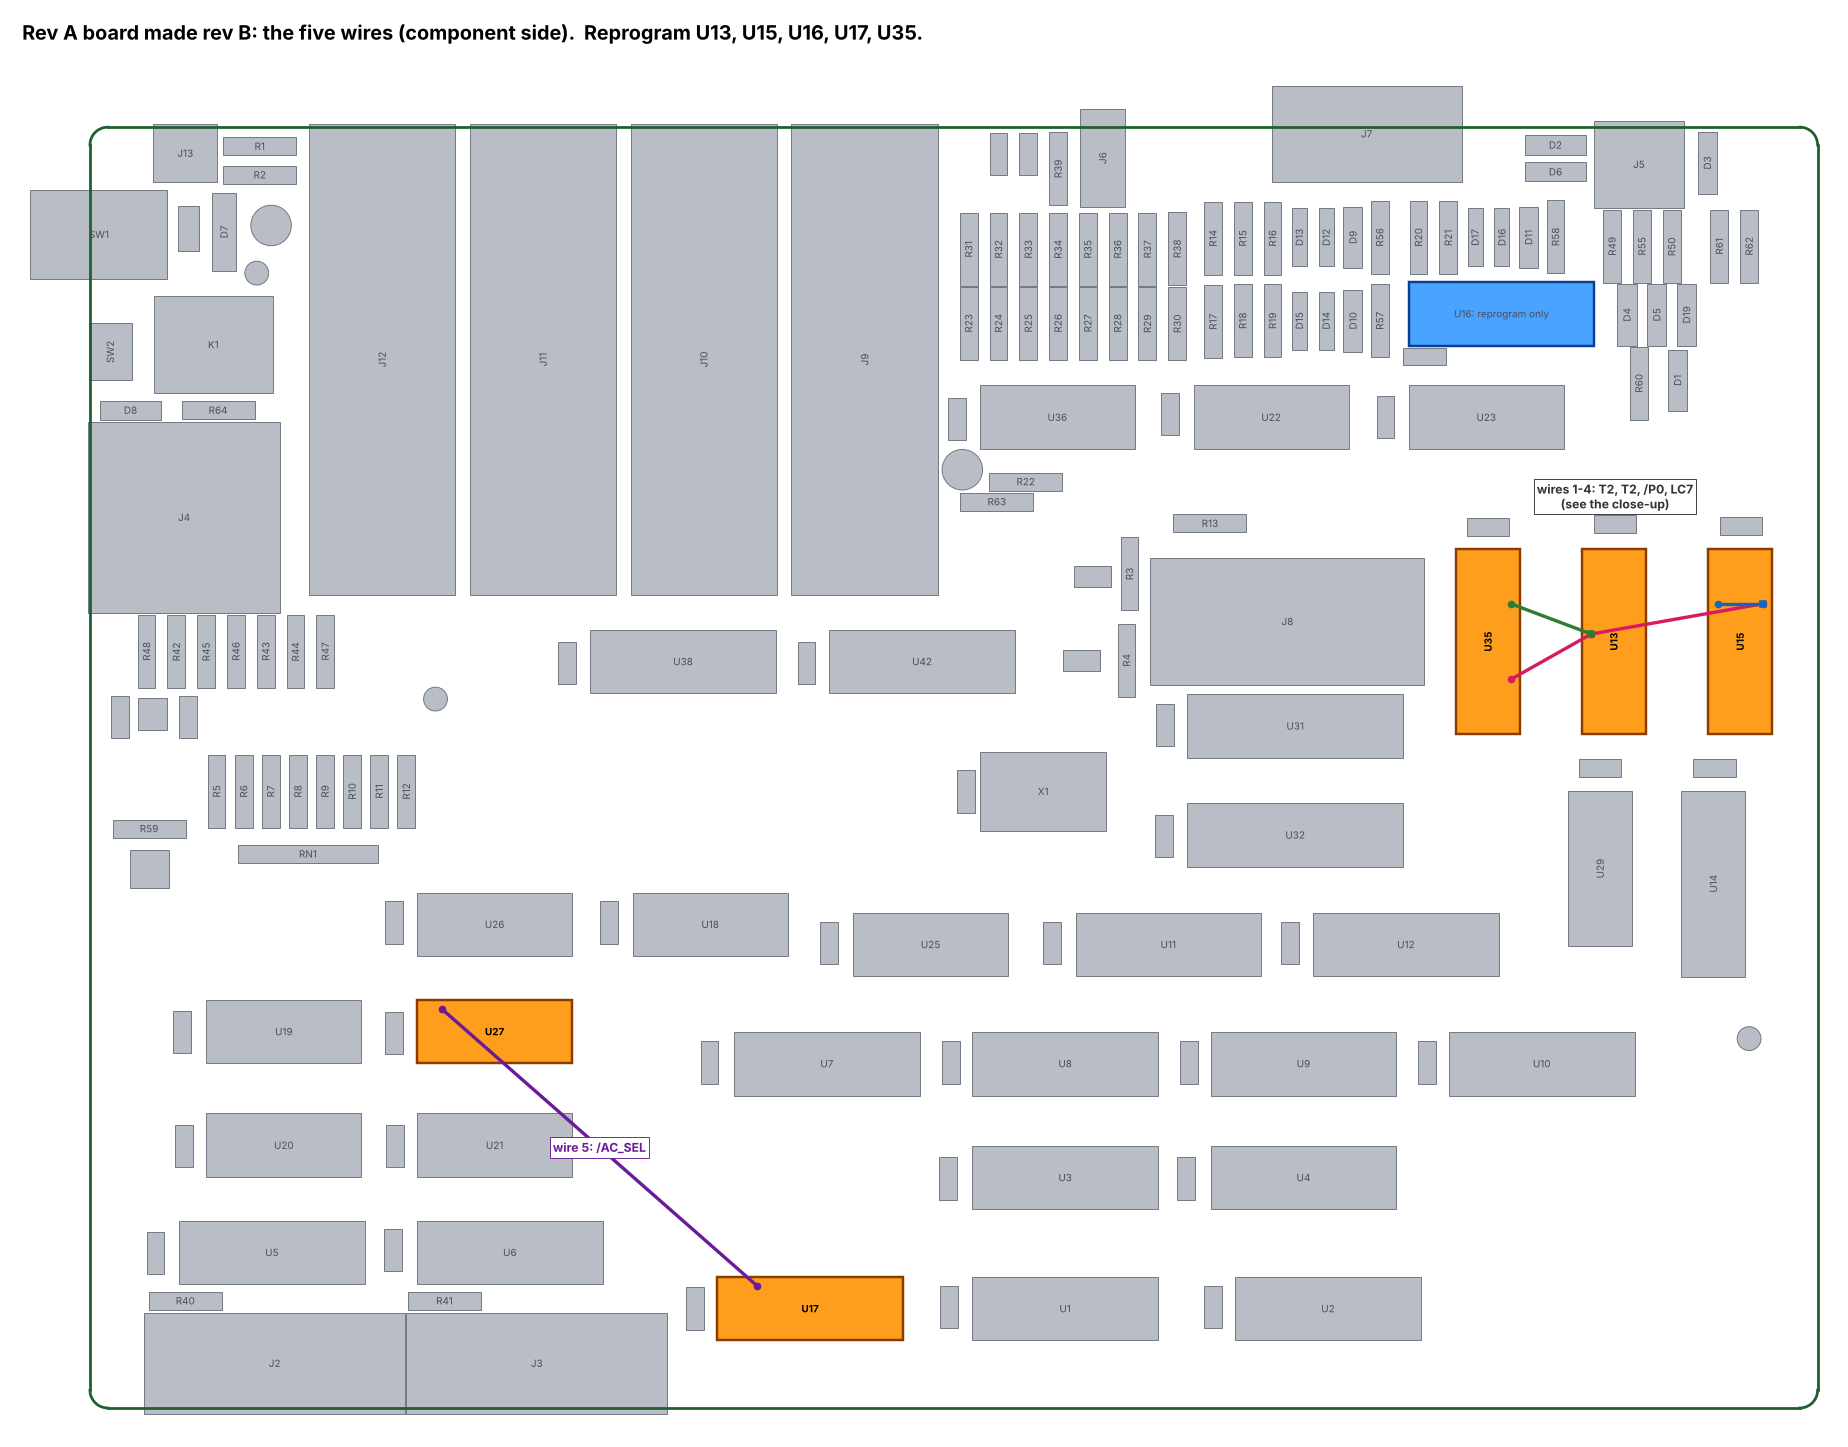 Rev A board made rev B: the five wires (component side).  Reprogram U13, U15, U16, U17, U35.
J7
J13
R1
R2
R39
J6
D2
D6
J5
D3
SW1
D7
R31
R32
R33
R34
R35
R36
R37
R38
R14
R15
R16
D13
D12
D9
R56
R20
R21
D17
D16
D11
R58
R49
R55
R50
R61
R62
R23
R24
R25
R26
R27
R28
R29
R30
R17
R18
R19
D15
D14
D10
R57
U16: reprogram only
D4
D5
D19
SW2
K1
J12
J11
J10
J9
R60
D1
D8
R64
U36
U22
U23
R22
R63
wires 1-4: T2, T2, /P0, LC7
(see the close-up)
J4
R13
R3
J8
U35
U13
U15
R48
R42
R45
R46
R43
R44
R47
U38
U42
R4
U31
R5
R6
R7
R8
R9
R10
R11
R12
X1
R59
RN1
U32
U29
U14
U26
U18
U25
U11
U12
U19
U27
U7
U8
U9
U10
U20
U21
wire 5: /AC_SEL
U3
U4
U5
U6
R40
R41
U17
U1
U2
J2
J3